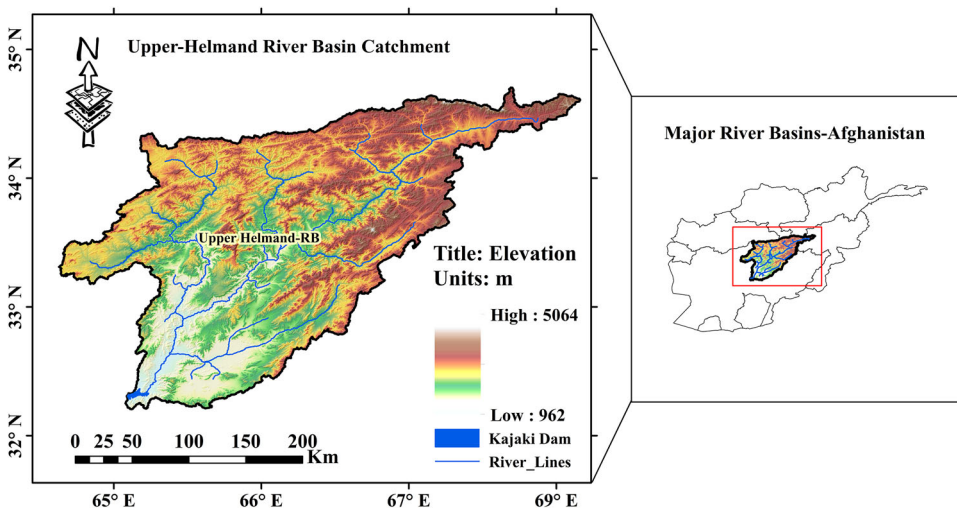 Upper-Helmand River Basin Catchment
N
35° N
34° N
33° N
32° N
Upper Helmand-RB
Title: Elevation
Units: m
High : 5064
Low : 962
Kajaki Dam
River_Lines
0 25 50 100 150 200
Km
65° E 66° E 67° E 69° E
Major River Basins-Afghanistan